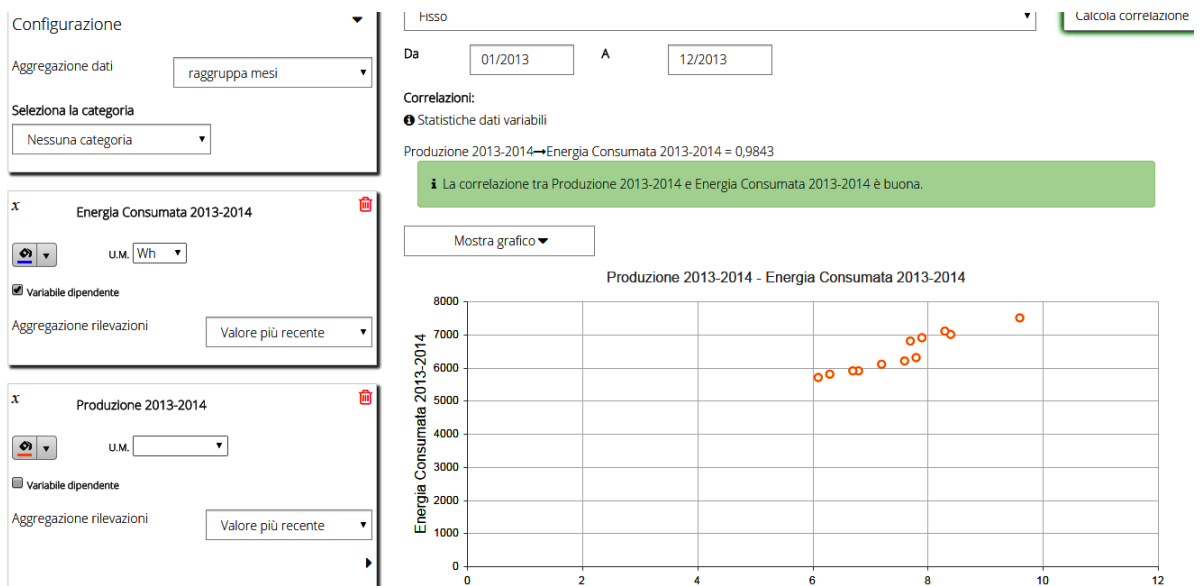 Configurazione
Aggregazione dati
raggruppa mesi
Seleziona la categoria
Nessuna categoria
x
Energia Consumata 2013-2014
U.M. Wh
Variabile dipendente
Aggregazione rilevazioni
Valore più recente
x
Produzione 2013-2014
U.M.
Variabile dipendente
Aggregazione rilevazioni
Valore più recente
Fisso
Calcola correlazione
Da 01/2013 A 12/2013
Correlazioni:
Statistiche dati variabili
Produzione 2013-2014→Energia Consumata 2013-2014 = 0,9843
La correlazione tra Produzione 2013-2014 e Energia Consumata 2013-2014 è buona.
Mostra grafico
Produzione 2013-2014 - Energia Consumata 2013-2014
Energia Consumata 2013-2014
8000
7000
6000
5000
4000
3000
2000
1000
0
0 2 4 6 8 10 12